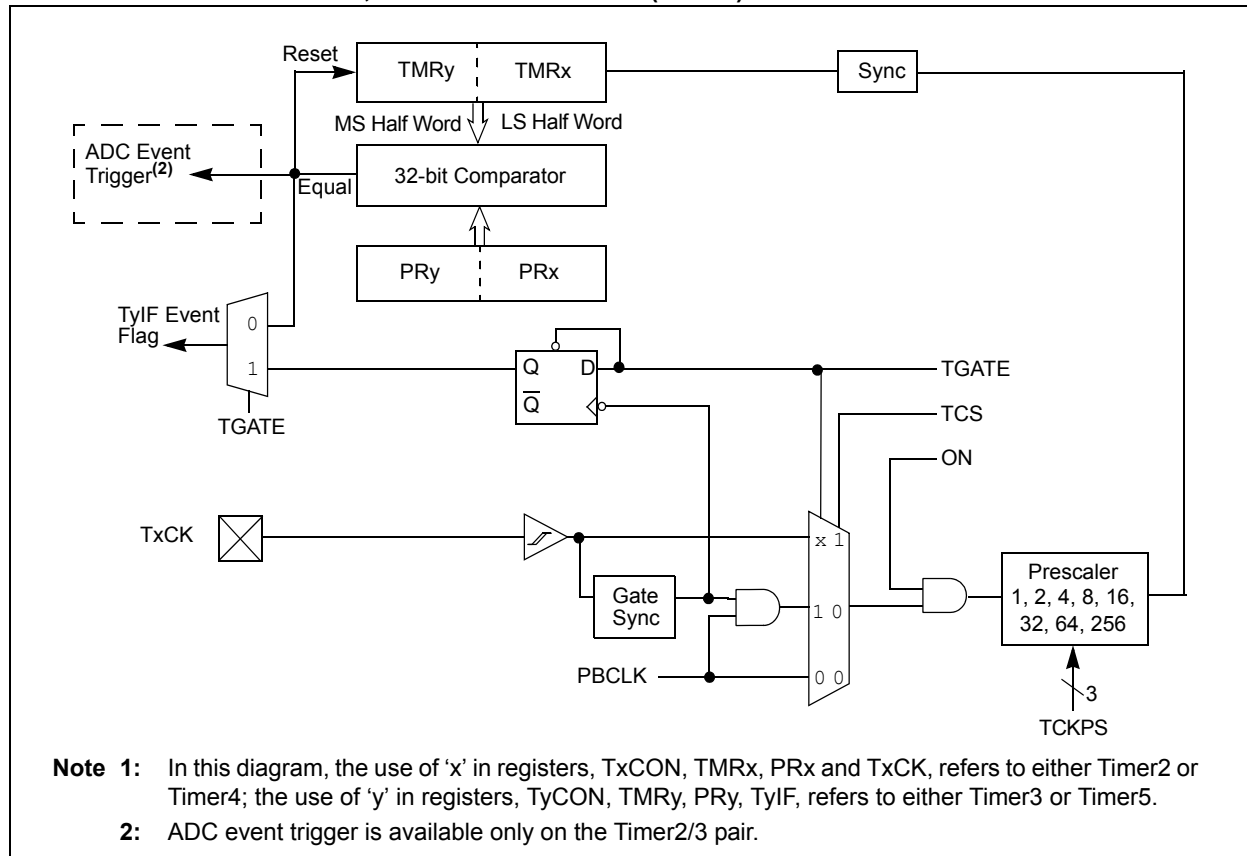 Reset
TMRy TMRx
Sync
MS Half Word LS Half Word
ADC Event
Trigger(2)
Equal
32-bit Comparator
PRy PRx
TyIF Event
Flag
0
1
TGATE
Q D
Q
TGATE
TCS
ON
TxCK
x 1
Gate
Sync
1 0
PBCLK
0 0
Prescaler
1, 2, 4, 8, 16,
32, 64, 256
3
TCKPS
Note 1: In this diagram, the use of ‘x’ in registers, TxCON, TMRx, PRx and TxCK, refers to either Timer2 or
Timer4; the use of ‘y’ in registers, TyCON, TMRy, PRy, TyIF, refers to either Timer3 or Timer5.
2: ADC event trigger is available only on the Timer2/3 pair.